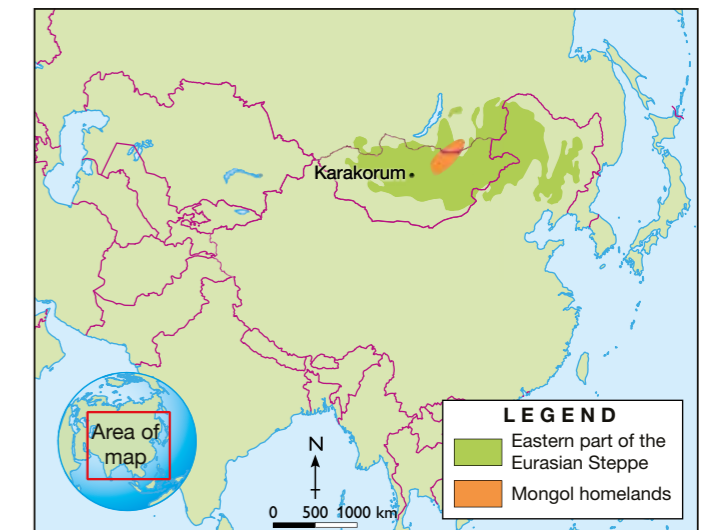 Karakorum
Area of
map
N
0 500 1000 km
LEGEND
Eastern part of the
Eurasian Steppe
Mongol homelands